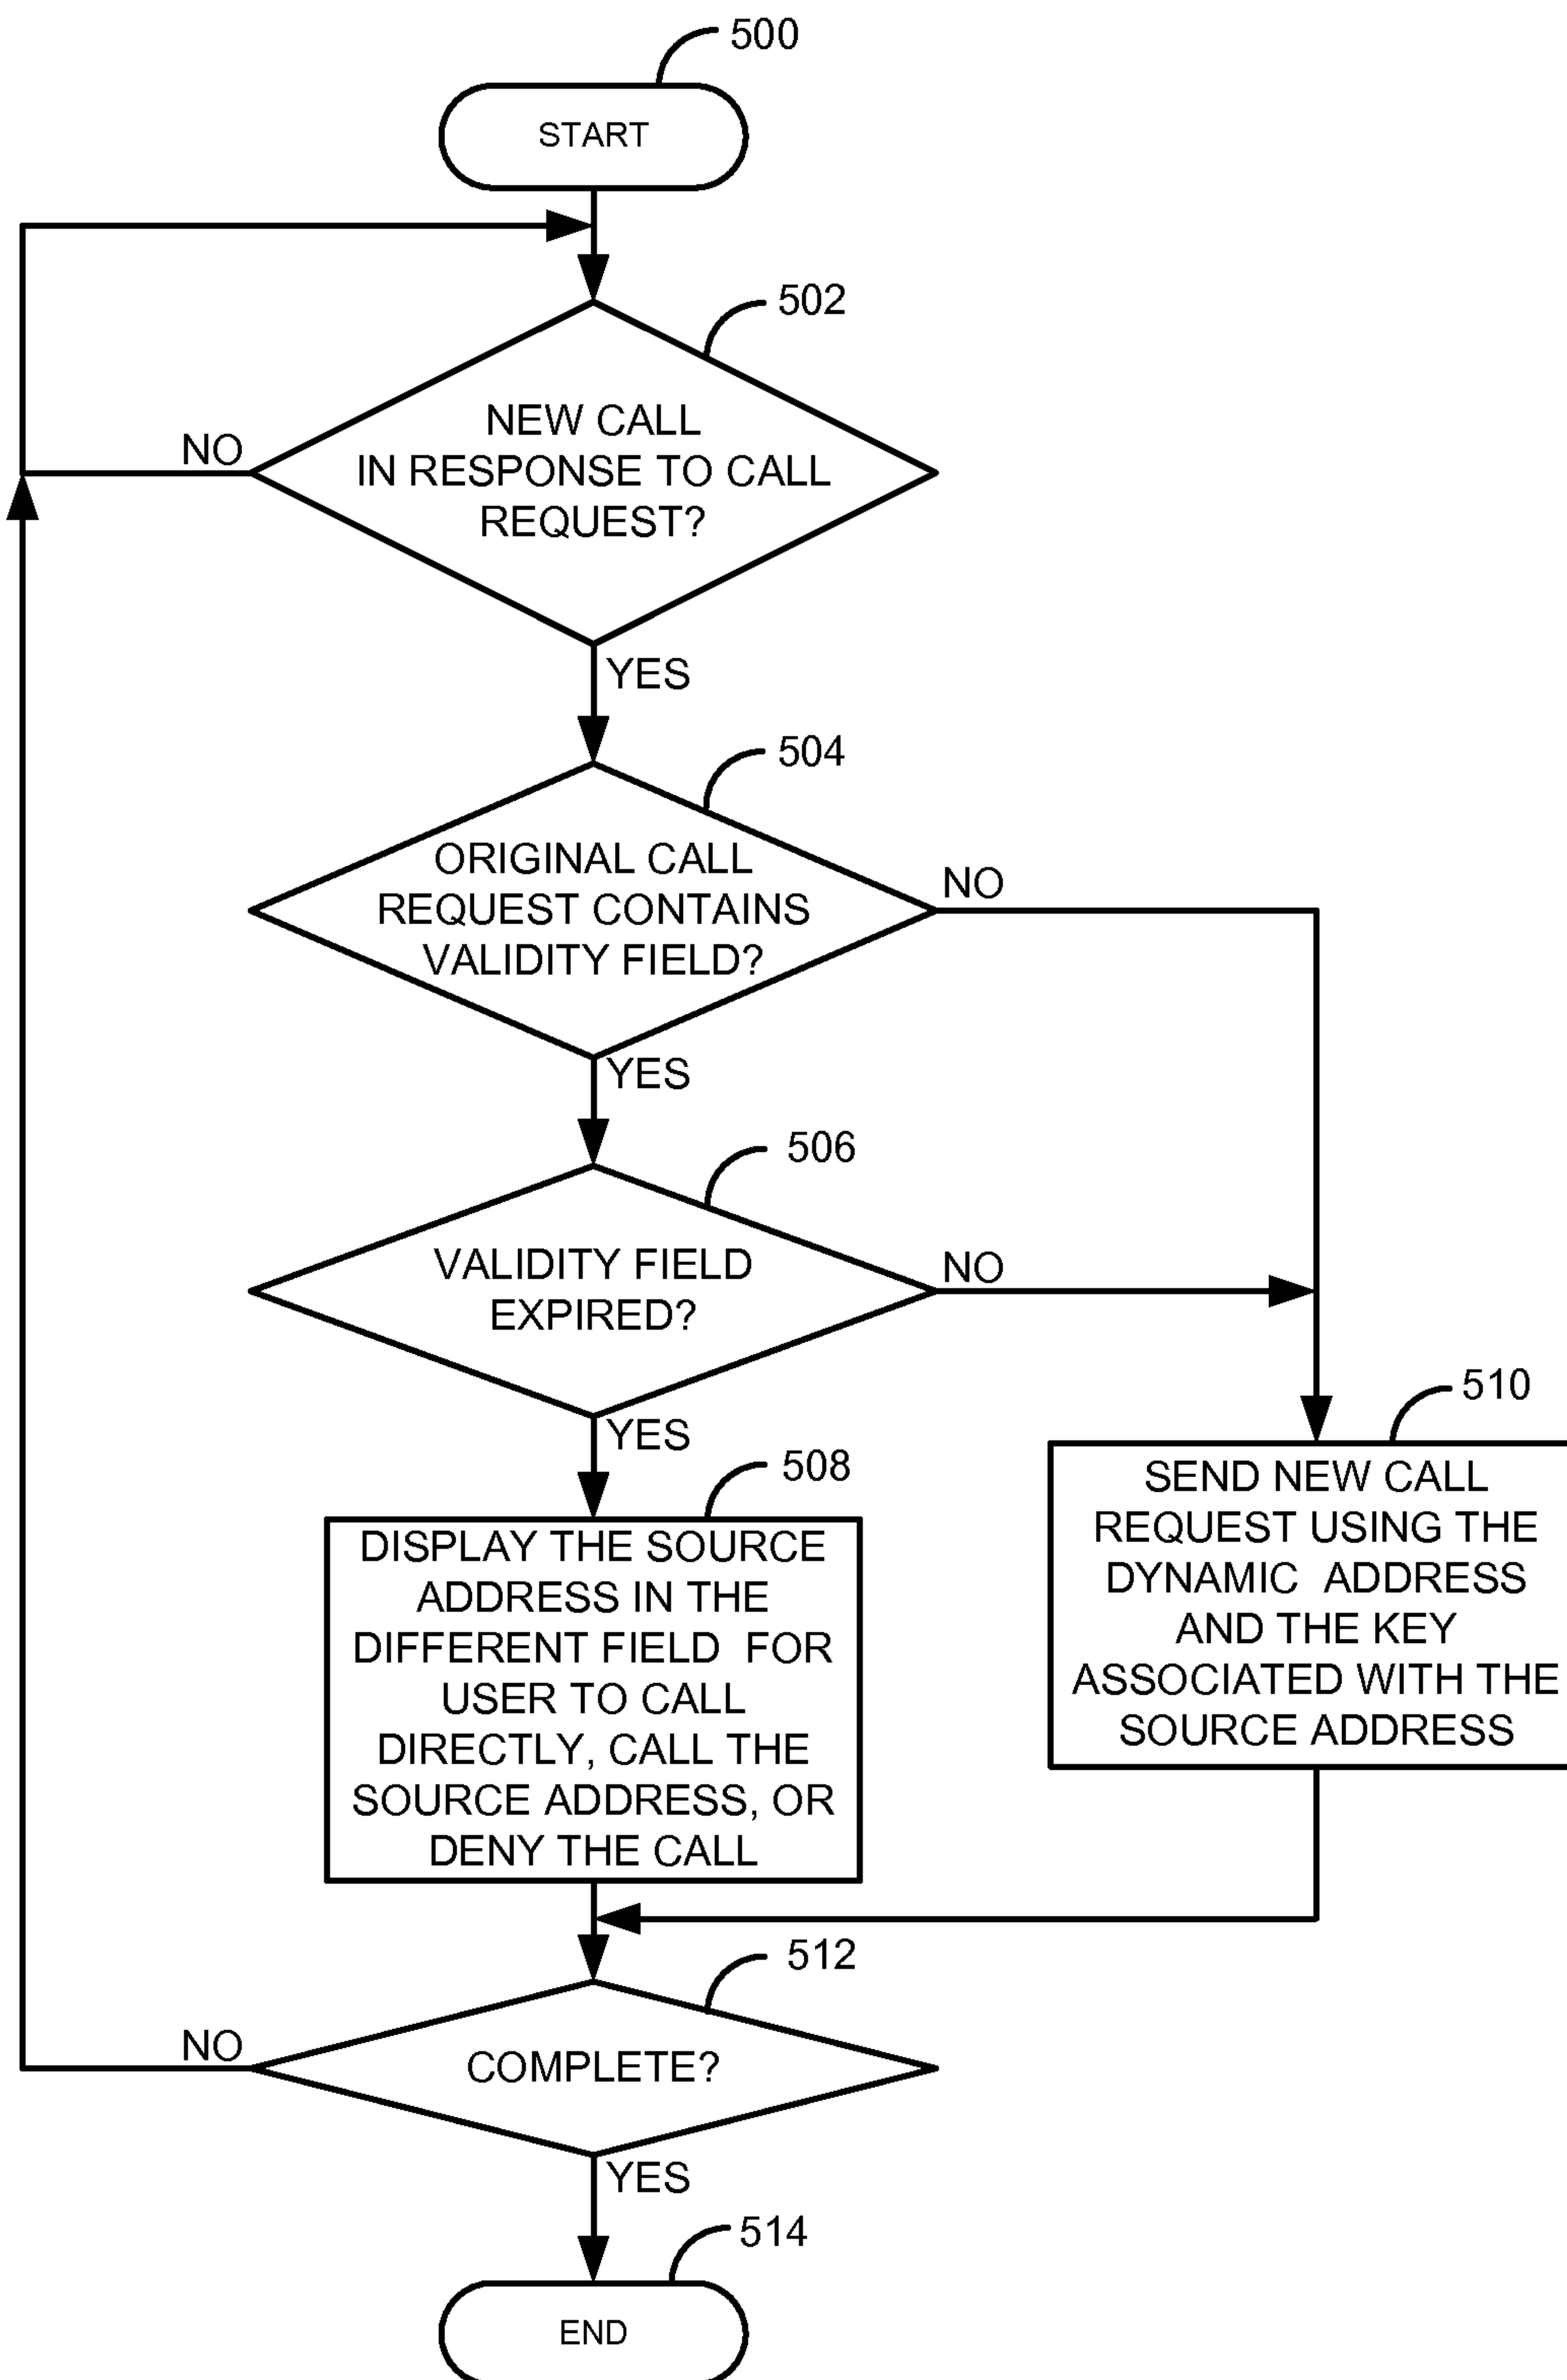 500
START
502
NEW CALL
IN RESPONSE TO CALL
REQUEST?
NO
YES
504
ORIGINAL CALL
REQUEST CONTAINS
VALIDITY FIELD?
NO
YES
506
VALIDITY FIELD
EXPIRED?
NO
YES
508
DISPLAY THE SOURCE
ADDRESS IN THE
DIFFERENT FIELD FOR
USER TO CALL
DIRECTLY, CALL THE
SOURCE ADDRESS, OR
DENY THE CALL
510
SEND NEW CALL
REQUEST USING THE
DYNAMIC ADDRESS
AND THE KEY
ASSOCIATED WITH THE
SOURCE ADDRESS
512
COMPLETE?
NO
YES
514
END